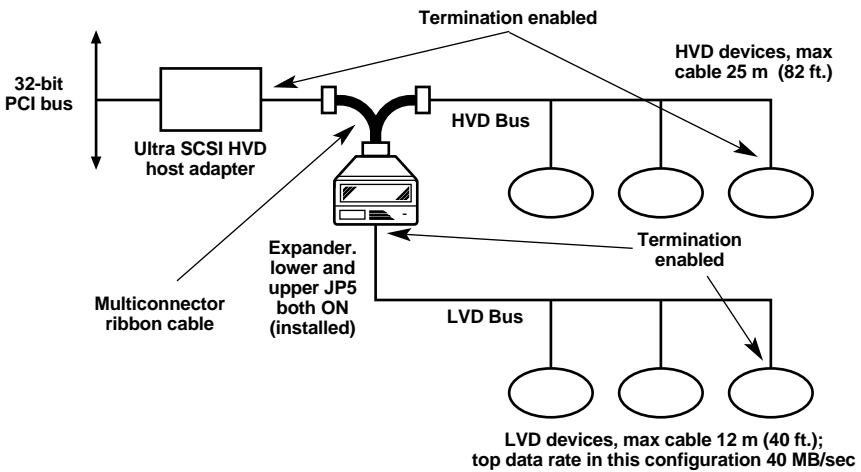 Termination enabled
HVD devices, max
cable 25 m  (82 ft.)
32-bit
PCI bus
HVD Bus
Ultra SCSI HVD
host adapter
Expander.
lower and
upper JP5
both ON
(installed)
Termination
enabled
Multiconnector
ribbon cable
LVD Bus
LVD devices, max cable 12 m (40 ft.);
top data rate in this configuration 40 MB/sec